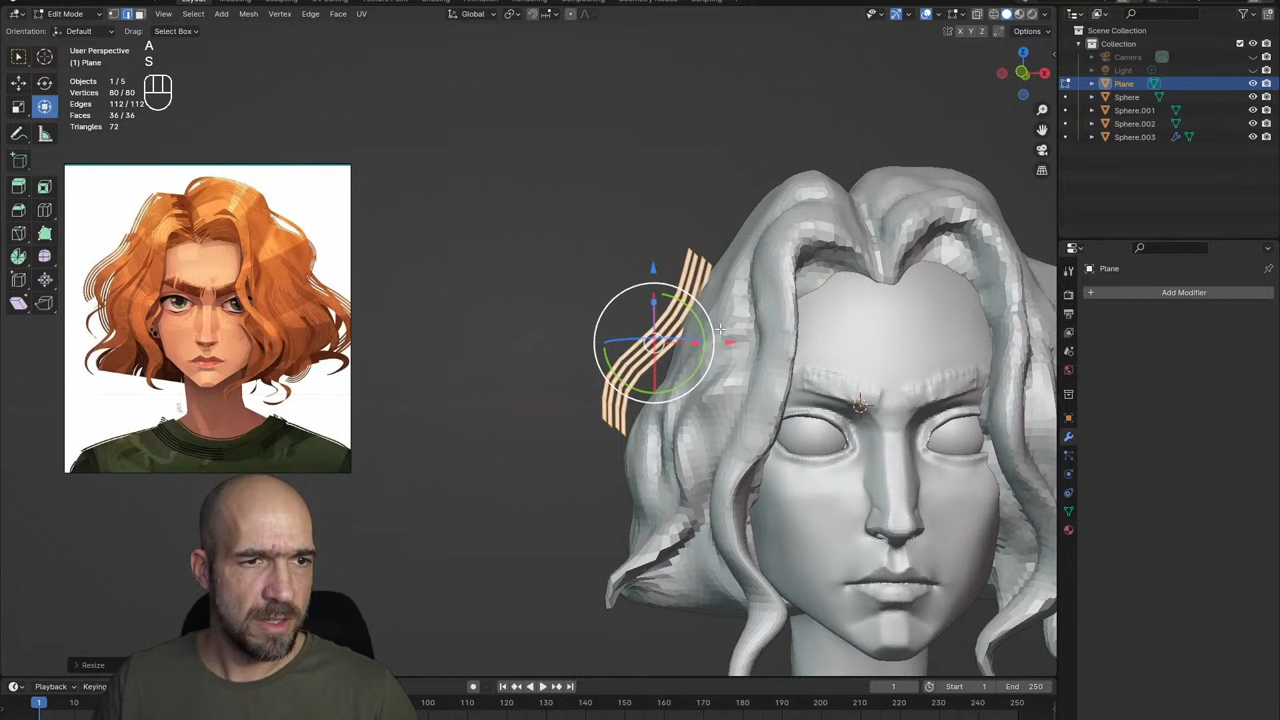 Edit Mode
View Select Add Mesh Vertex Edge Face UV
Global
Orientation: Default Drag: Select Box
X Y Z Options
User Perspective
(1) Plane
A
S
Objects 1 / 5
Vertices 80 / 80
Edges 112 / 112
Faces 36 / 36
Triangles 72
Scene Collection
Collection
Camera
Light
Plane
Sphere
Sphere.001
Sphere.002
Sphere.003
Plane
Add Modifier
Resize
Playback Keying
1 Start 1 End 250
1 10 100 110 120 130 140 150 160 170 180 190 200 210 220 230 240 250